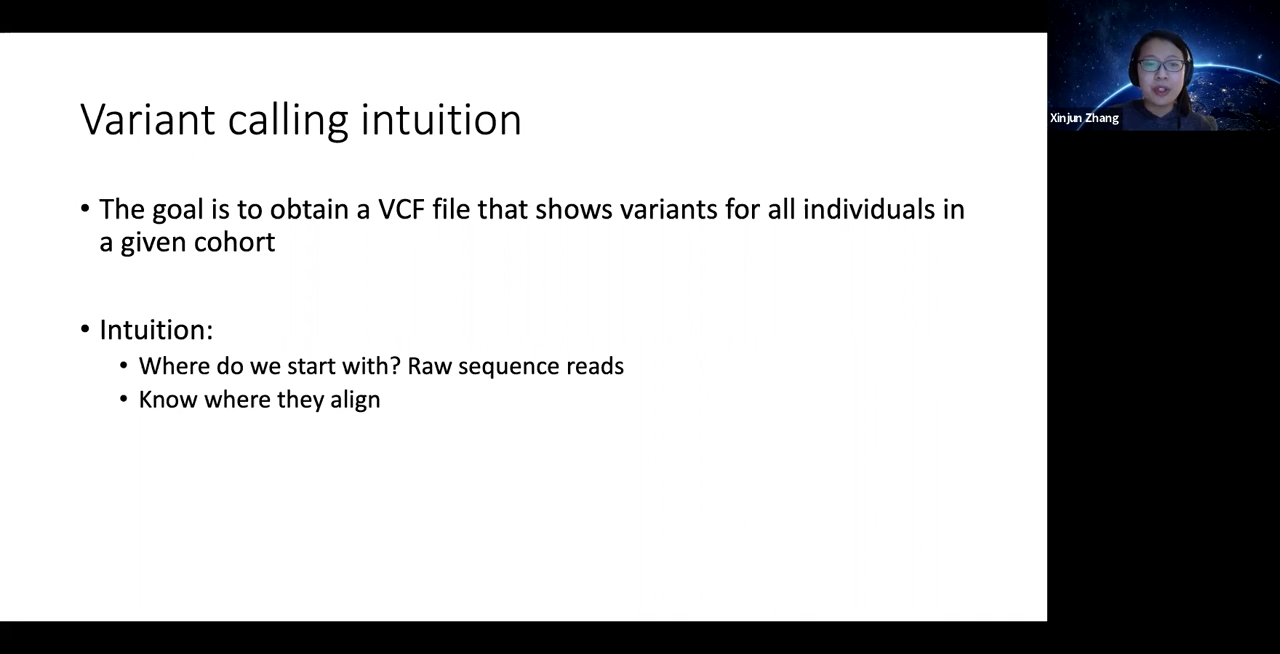 Variant calling intuition
• The goal is to obtain a VCF file that shows variants for all individuals in
a given cohort
• Intuition:
• Where do we start with? Raw sequence reads
• Know where they align
Xinjun Zhang